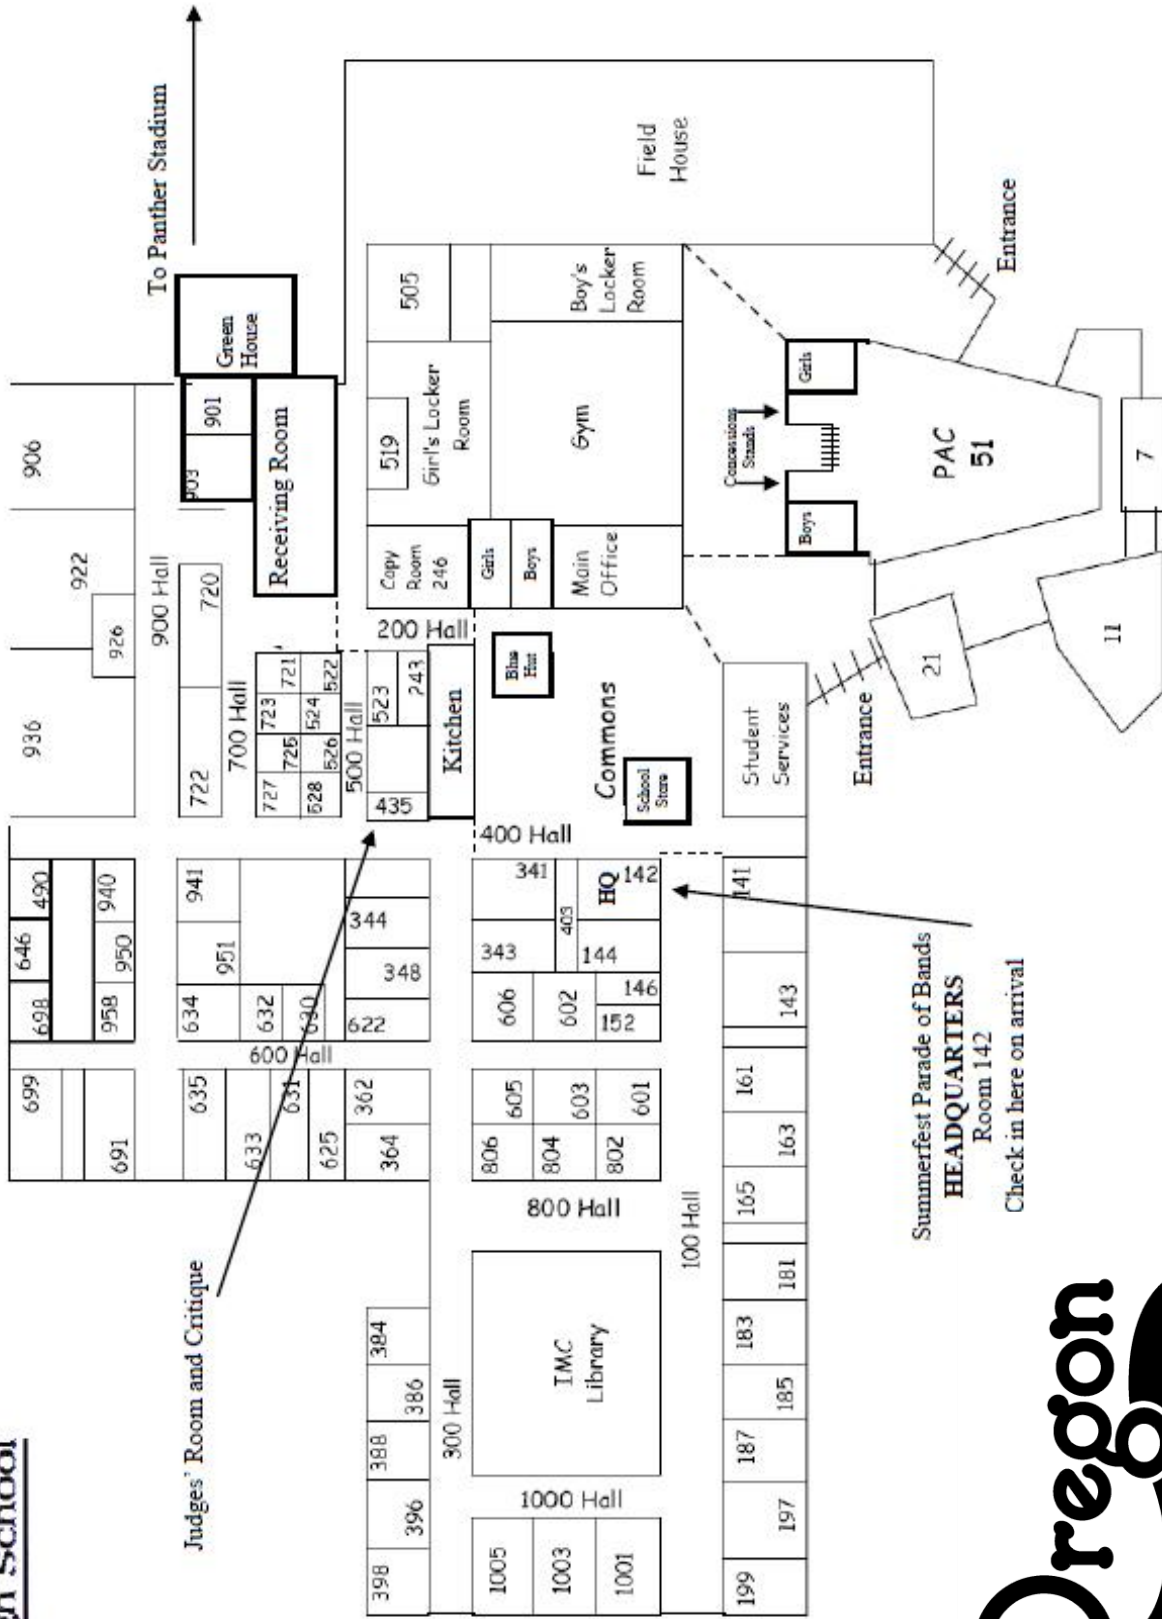 School
699
698
646
490
936
922
906
691
958
950
940
926
900 Hall
To Panther Stadium
Judges' Room and Critique
635
634
951
941
722
720
903
901
Green
House
700 Hall
633
632
727
725
723
721
Receiving Room
631
630
600 Hall
625
528
526
524
522
500 Hall
362
364
622
348
344
435
523
243
200 Hall
Copy
Room
246
519
Girl's Locker
Room
505
398
396
388
386
384
300 Hall
Kitchen
400 Hall
1005
1003
1001
1000 Hall
IMC
Library
800 Hall
806
804
802
605
603
601
606
602
152
146
343
341
403
144
HQ
142
Blue
Hut
Commons
School
Store
Girls
Boys
Main
Office
Gym
Boy's
Locker
Room
Field
House
100 Hall
199
197
187
185
183
181
165
163
161
143
141
Student
Services
Concessions
Stands
Boys
Girls
PAC
51
Entrance
Entrance
21
11
7
Summerfest Parade of Bands
HEADQUARTERS
Room 142
Check in here on arrival
Oregon